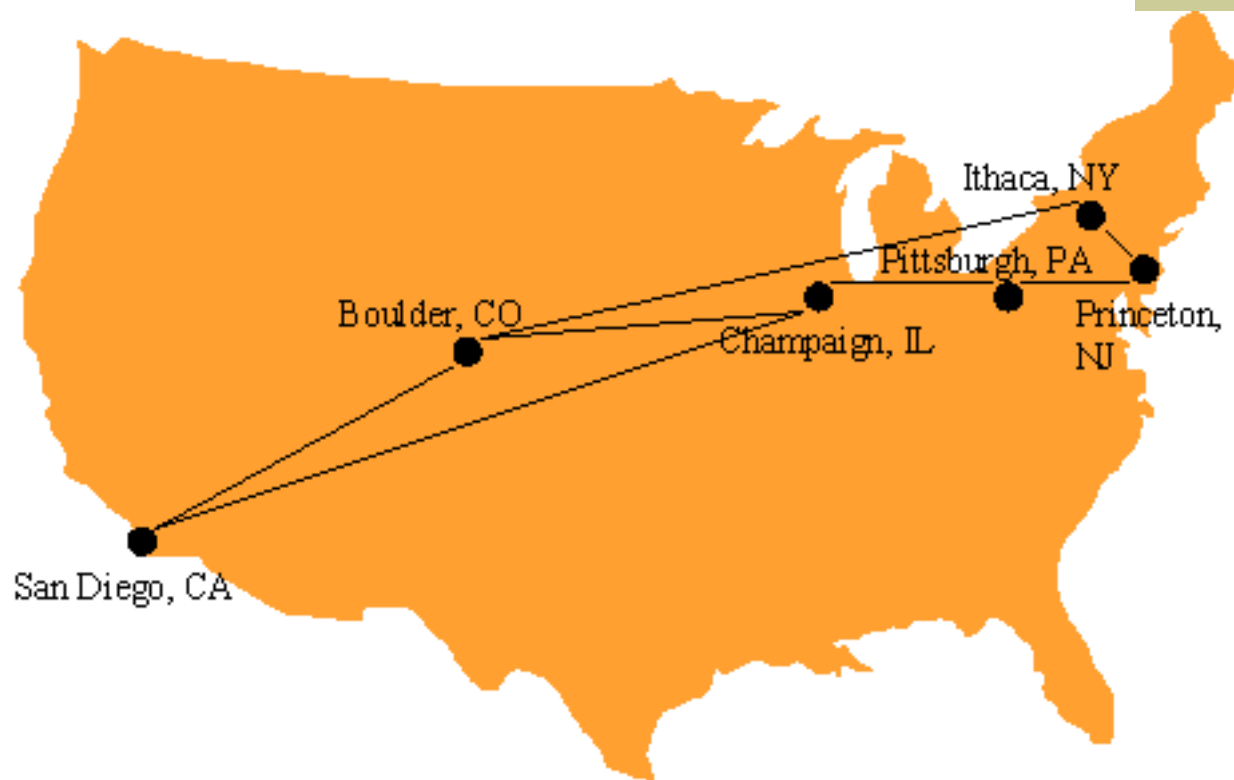 Ithaca, NY
Pittsburgh, PA
Boulder, CO
Princeton,
NJ
Champaign, IL
San Diego, CA